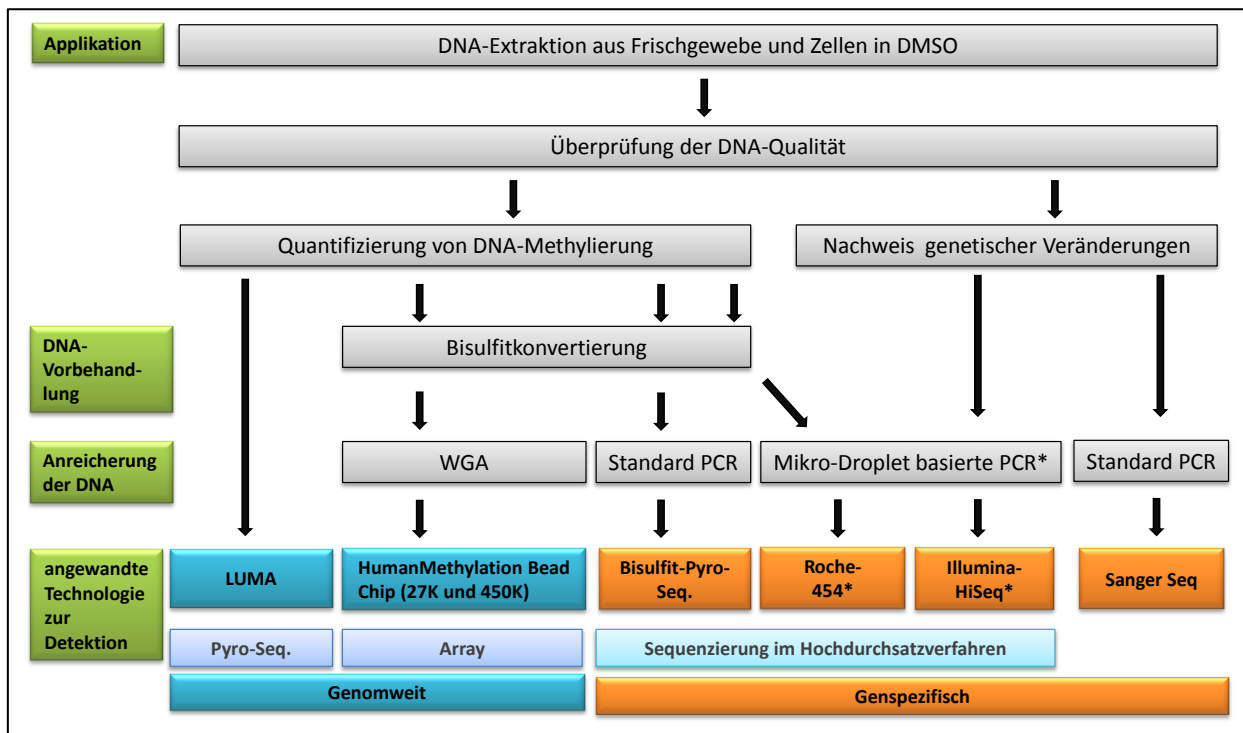 Applikation
DNA-Extraktion aus Frischgewebe und Zellen in DMSO
Überprüfung der DNA-Qualität
Quantifizierung von DNA-Methylierung
Nachweis genetischer Veränderungen
DNA-
Vorbehand-
lung
Bisulfitkonvertierung
Anreicherung
der DNA
WGA
Standard PCR
Mikro-Droplet basierte PCR*
Standard PCR
angewandte
Technologie
zur
Detektion
LUMA
HumanMethylation Bead
Chip (27K und 450K)
Bisulfit-Pyro-
Seq.
Roche-
454*
Illumina-
HiSeq*
Sanger Seq
Pyro-Seq.
Array
Sequenzierung im Hochdurchsatzverfahren
Genomweit
Genspezifisch